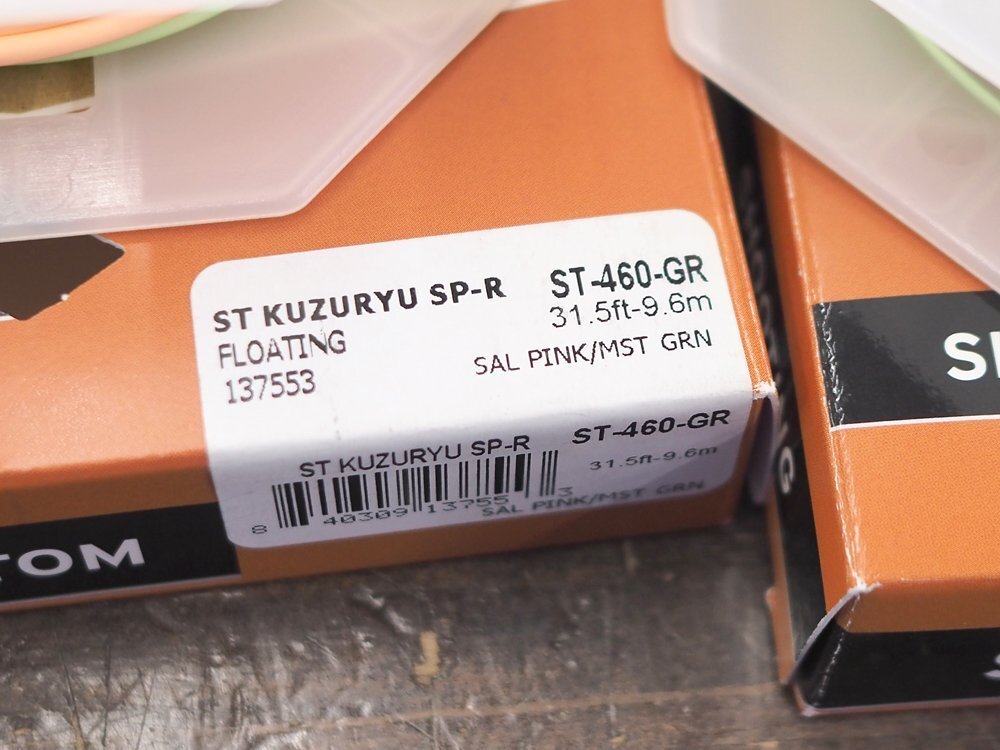 ST KUZURYU SP-R ST-460-GR
FLOATING 31.5ft-9.6m
137553 SAL PINK/MST GRN
ST KUZURYU SP-R ST-460-GR
31.5ft-9.6m
8 40309 13755 3
SAL PINK/MST GRN
TOM